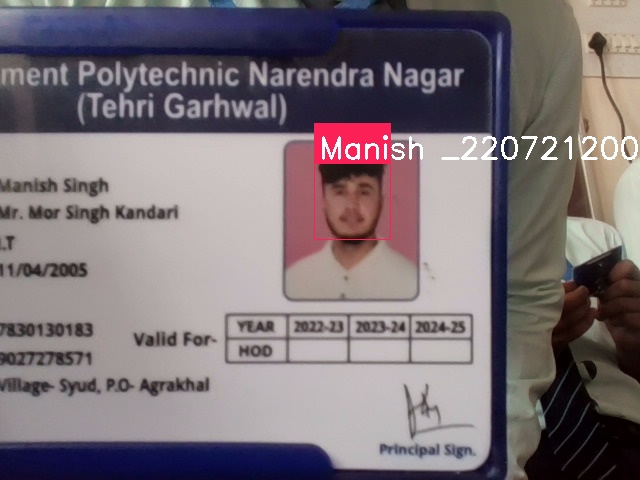 ment Polytechnic Narendra Nagar
(Tehri Garhwal)
Manish _220721200
Manish Singh
Mr. Mor Singh Kandari
I.T
11/04/2005
7830130183
9027278571
Valid For-
YEAR 2022-23 2023-24 2024-25
HOD
Village- Syud, P.O- Agrakhal
Principal Sign.